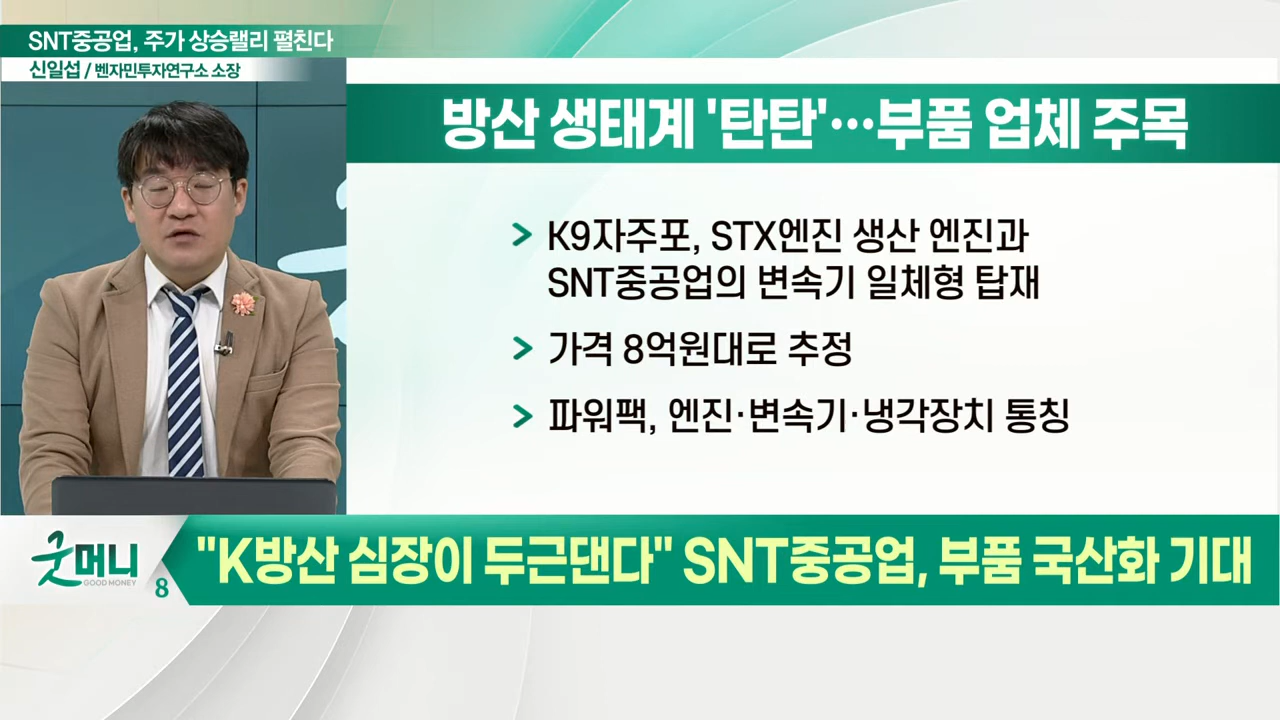 SNT중공업, 주가 상승랠리 펼친다
신일섭 / 벤자민투자연구소 소장
방산 생태계 '탄탄'…부품 업체 주목
> K9자주포, STX엔진 생산 엔진과
SNT중공업의 변속기 일체형 탑재
> 가격 8억원대로 추정
> 파워팩, 엔진·변속기·냉각장치 통칭
굿머니
GOOD MONEY
8
"K방산 심장이 두근댄다" SNT중공업, 부품 국산화 기대